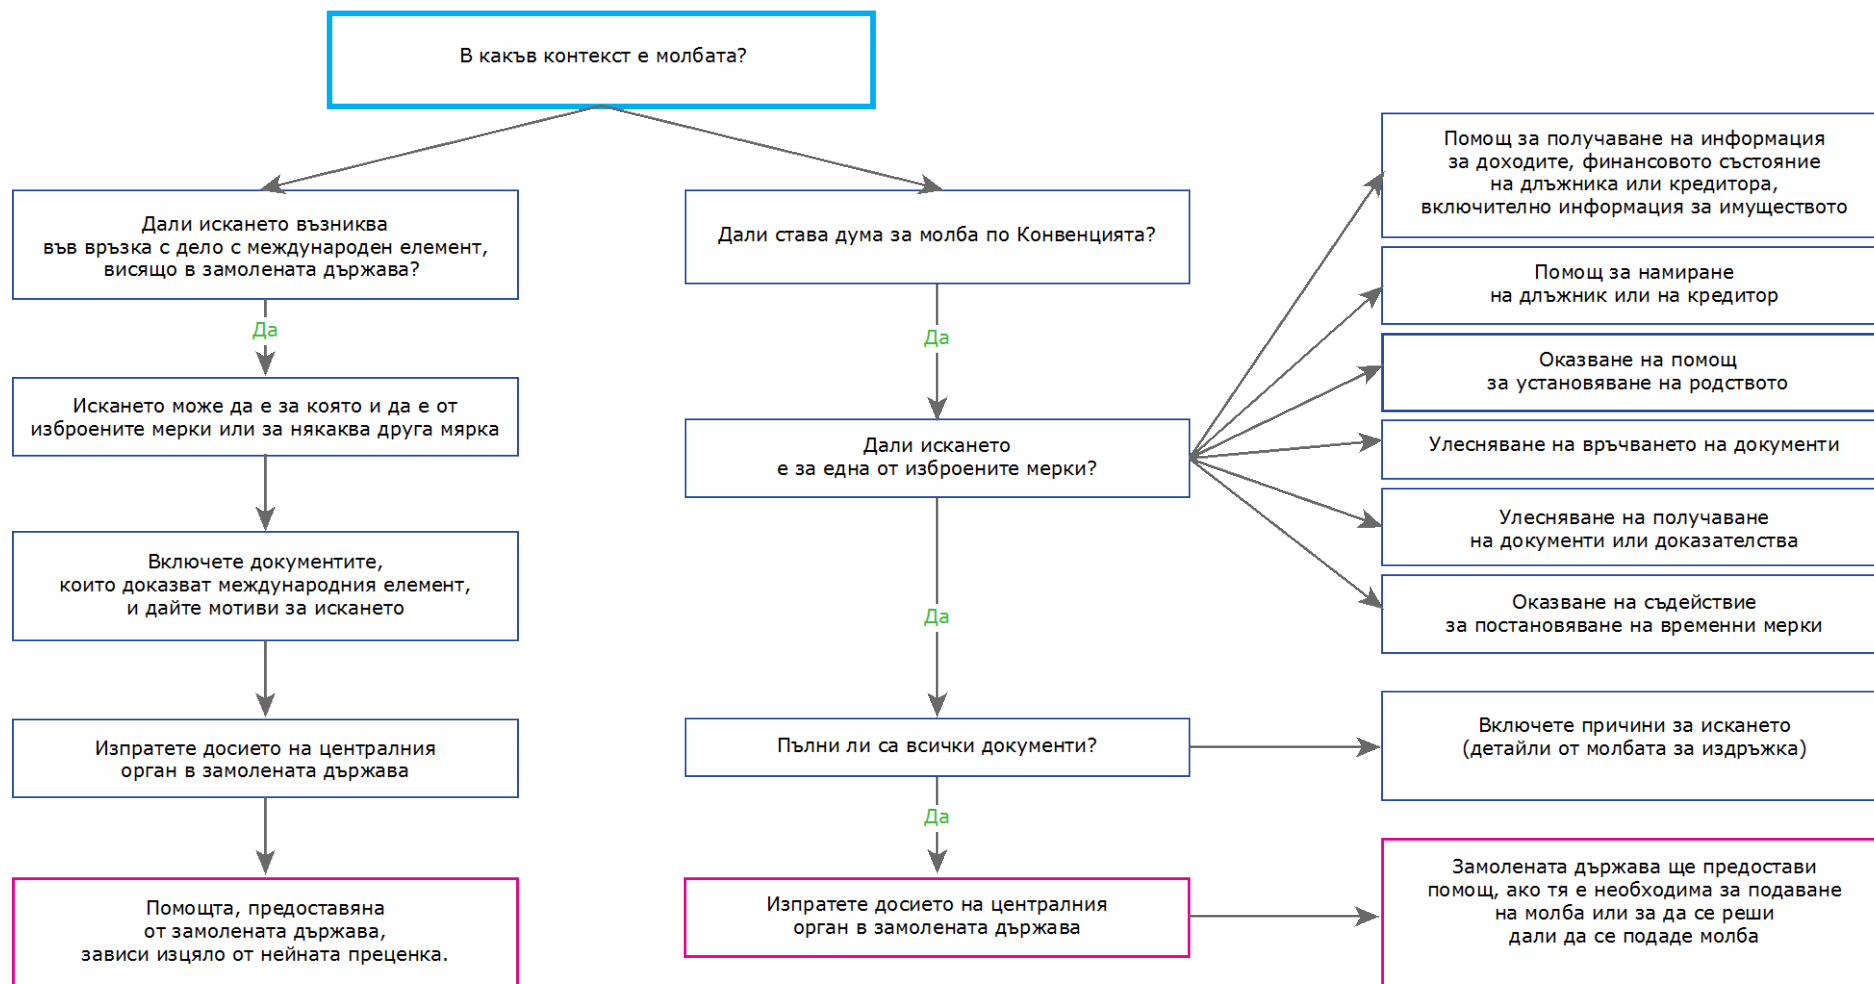 В какъв контекст е молбата?
Дали искането възниква
във връзка с дело с международен елемент,
висящо в замолената държава?
Да
Искането може да е за която и да е от
изброените мерки или за някаква друга мярка
Включете документите,
които доказват международния елемент,
и дайте мотиви за искането
Изпратете досието на централния
орган в замолената държава
Помощта, предоставяна
от замолената държава,
зависи изцяло от нейната преценка.
Дали става дума за молба по Конвенцията?
Да
Дали искането
е за една от изброените мерки?
Да
Пълни ли са всички документи?
Да
Изпратете досието на централния
орган в замолената държава
Помощ за получаване на информация
за доходите, финансовото състояние
на длъжника или кредитора,
включително информация за имуществото
Помощ за намиране
на длъжник или на кредитор
Оказване на помощ
за установяване на родството
Улесняване на връчването на документи
Улесняване на получаване
на документи или доказателства
Оказване на съдействие
за постановяване на временни мерки
Включете причини за искането
(детайли от молбата за издръжка)
Замолената държава ще предостави
помощ, ако тя е необходима за подаване
на молба или за да се реши
дали да се подаде молба